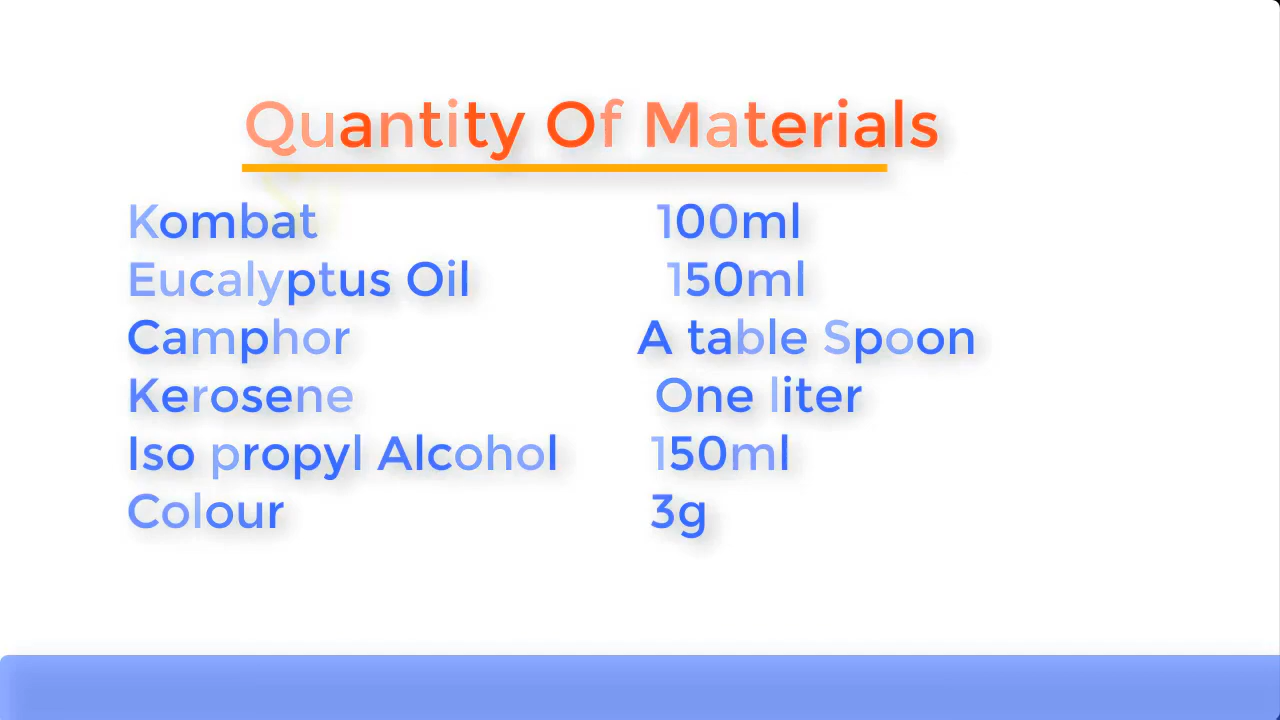 Quantity Of Materials
Kombat 100ml
Eucalyptus Oil 150ml
Camphor A table Spoon
Kerosene One liter
Iso propyl Alcohol 150ml
Colour 3g